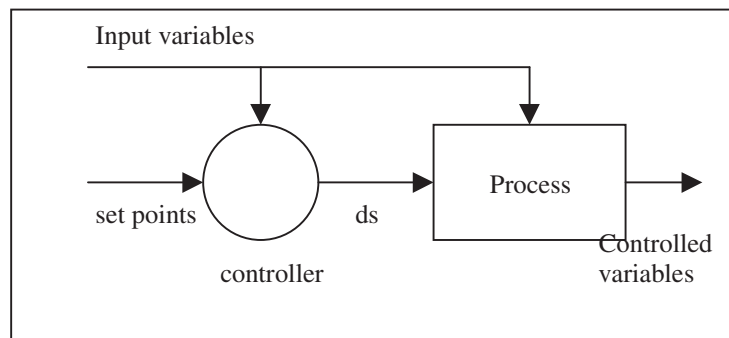 Input variables
Process
set points
ds
Controlled
variables
controller